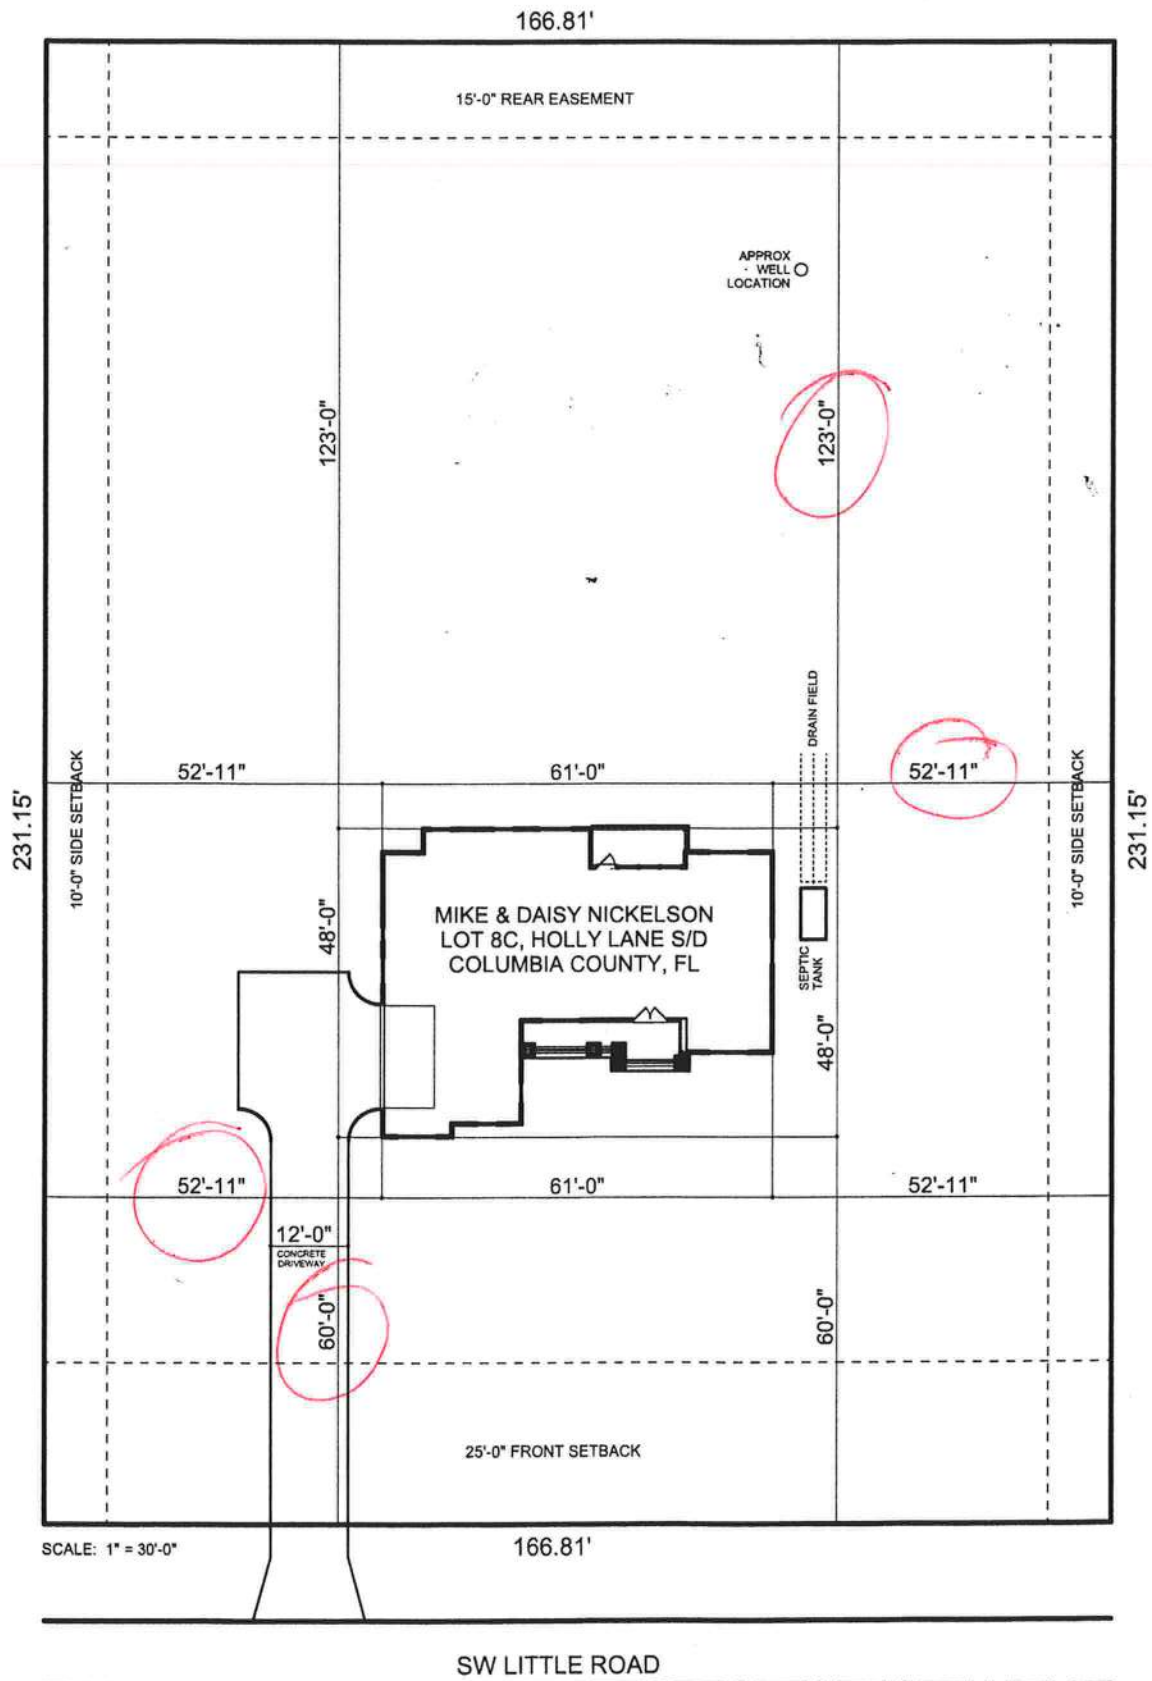 166.81'
15'-0" REAR EASEMENT
APPROX
WELL
LOCATION
123'-0"
123'-0"
DRAIN FIELD
52'-11"
61'-0"
52'-11"
231.15'
10'-0" SIDE SETBACK
10'-0" SIDE SETBACK
231.15'
48'-0"
MIKE & DAISY NICKELSON
LOT 8C, HOLLY LANE S/D
COLUMBIA COUNTY, FL
SEPTIC
TANK
48'-0"
52'-11"
61'-0"
52'-11"
12'-0"
CONCRETE
DRIVEWAY
60'-0"
60'-0"
25'-0" FRONT SETBACK
SCALE: 1" = 30'-0"
166.81'
SW LITTLE ROAD